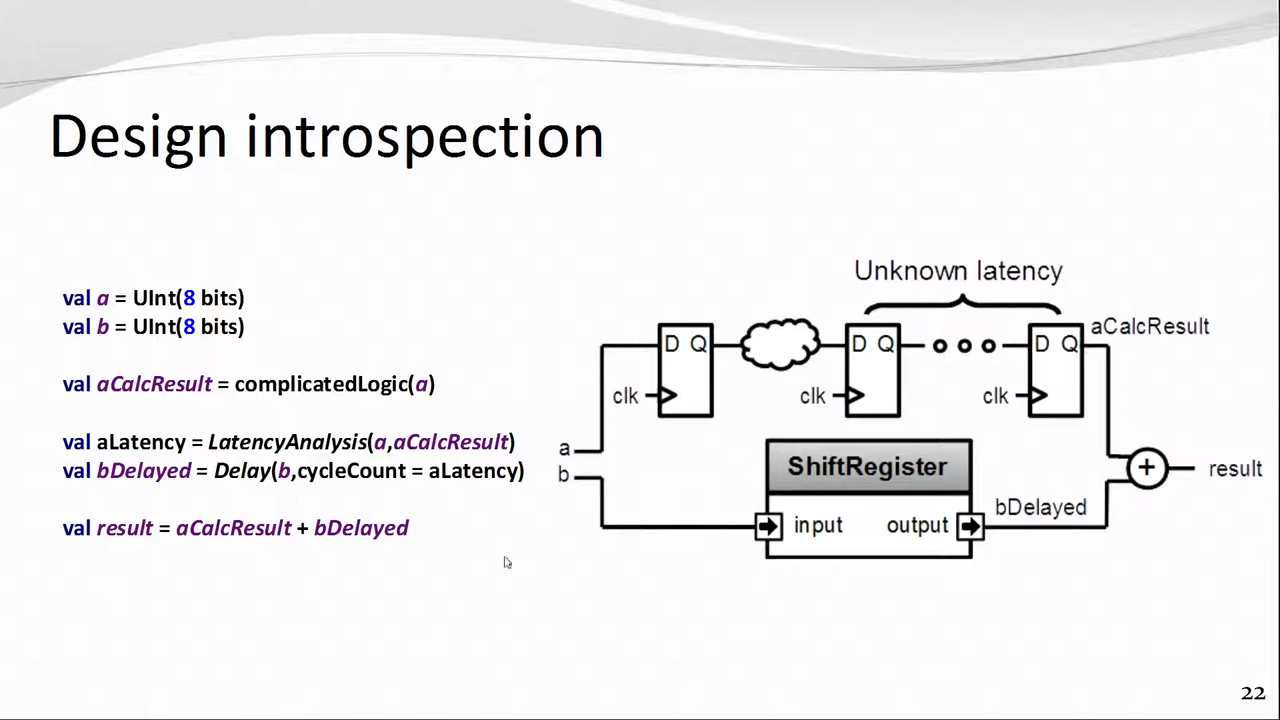 Design introspection
val a = UInt(8 bits)
val b = UInt(8 bits)
val aCalcResult = complicatedLogic(a)
val aLatency = LatencyAnalysis(a,aCalcResult)
val bDelayed = Delay(b,cycleCount = aLatency)
val result = aCalcResult + bDelayed
Unknown latency
aCalcResult
D Q
D Q
D Q
clk
clk
clk
a
b
ShiftRegister
input output
bDelayed
+
result
22